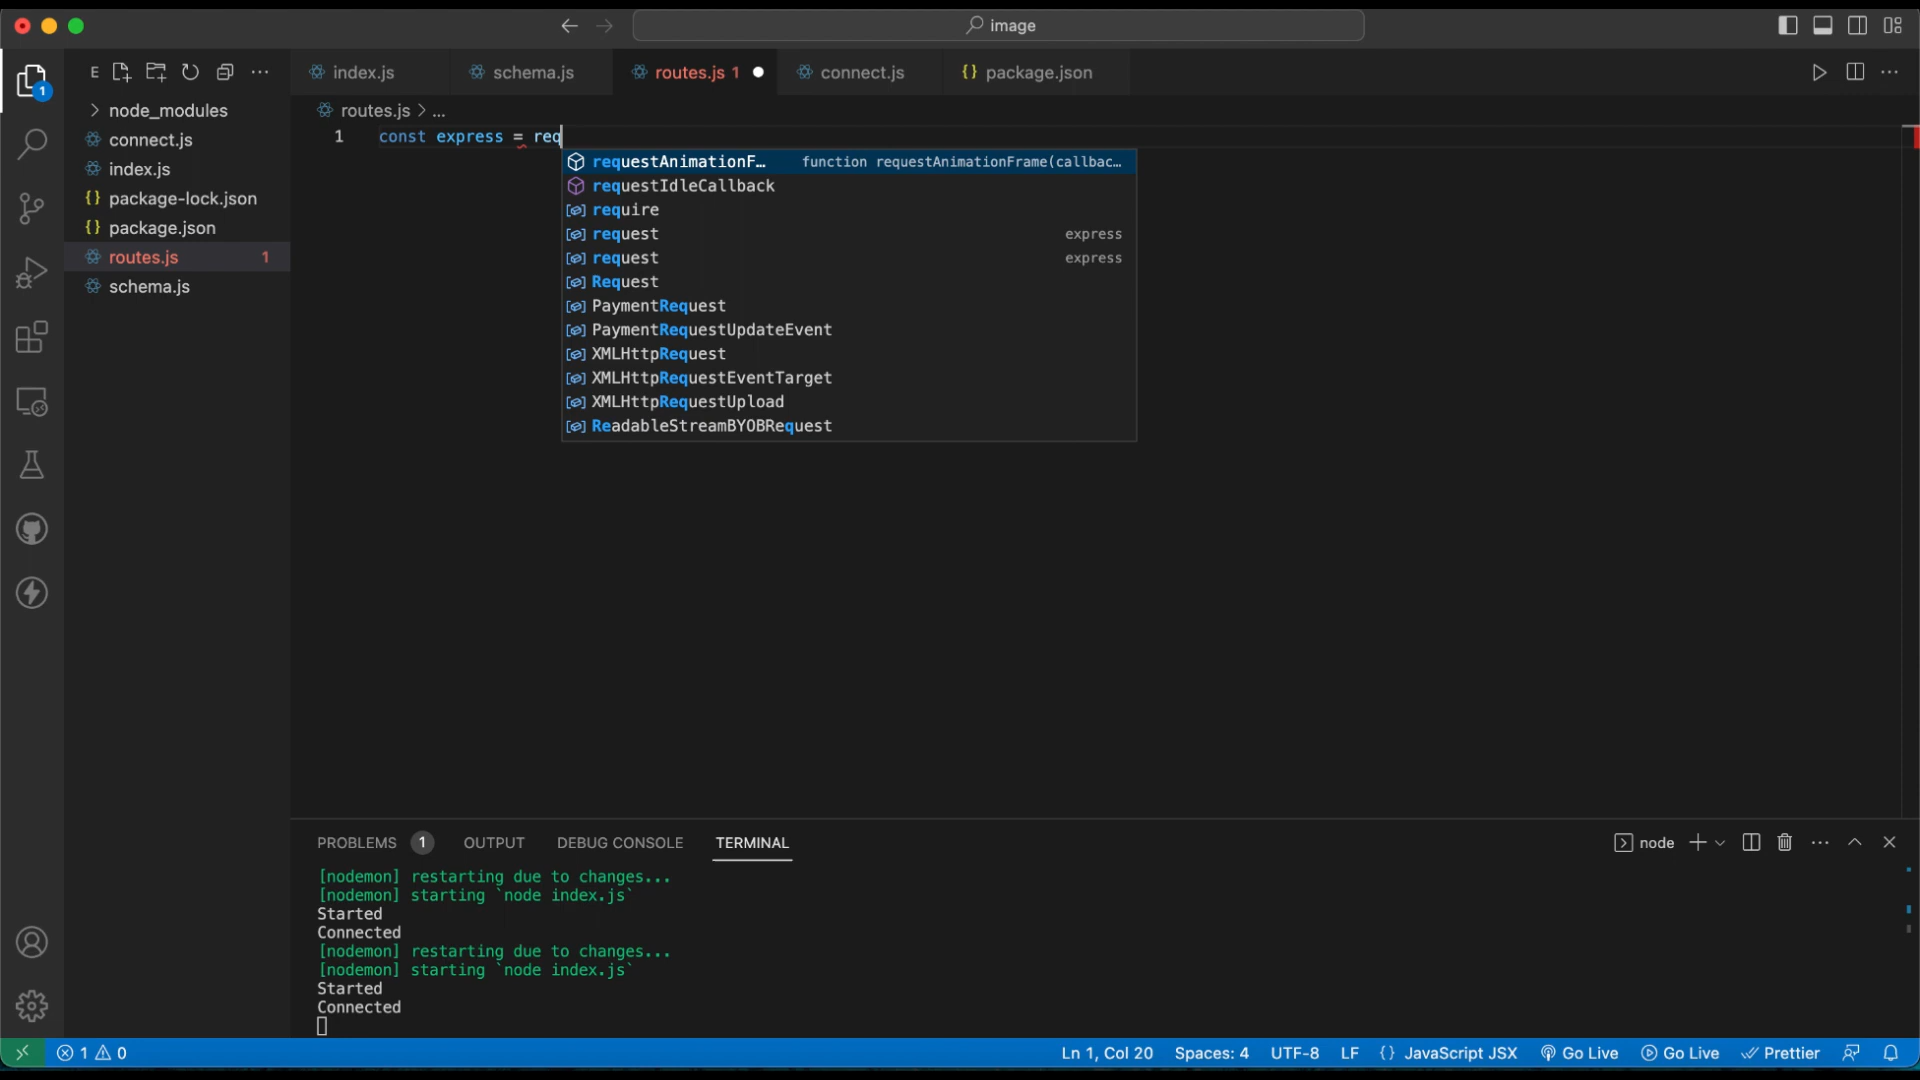 image
E
index.js
schema.js
routes.js 1
connect.js
{} package.json
1
node_modules
connect.js
index.js
{} package-lock.json
{} package.json
routes.js 1
schema.js
routes.js > ...
1 const express = req
requestAnimationF… function requestAnimationFrame(callbac…
requestIdleCallback
require
request express
request express
Request
PaymentRequest
PaymentRequestUpdateEvent
XMLHttpRequest
XMLHttpRequestEventTarget
XMLHttpRequestUpload
ReadableStreamBYOBRequest
PROBLEMS 1 OUTPUT DEBUG CONSOLE TERMINAL
node
[nodemon] restarting due to changes...
[nodemon] starting `node index.js`
Started
Connected
[nodemon] restarting due to changes...
[nodemon] starting `node index.js`
Started
Connected
1 0 Ln 1, Col 20 Spaces: 4 UTF-8 LF {} JavaScript JSX Go Live Go Live Prettier